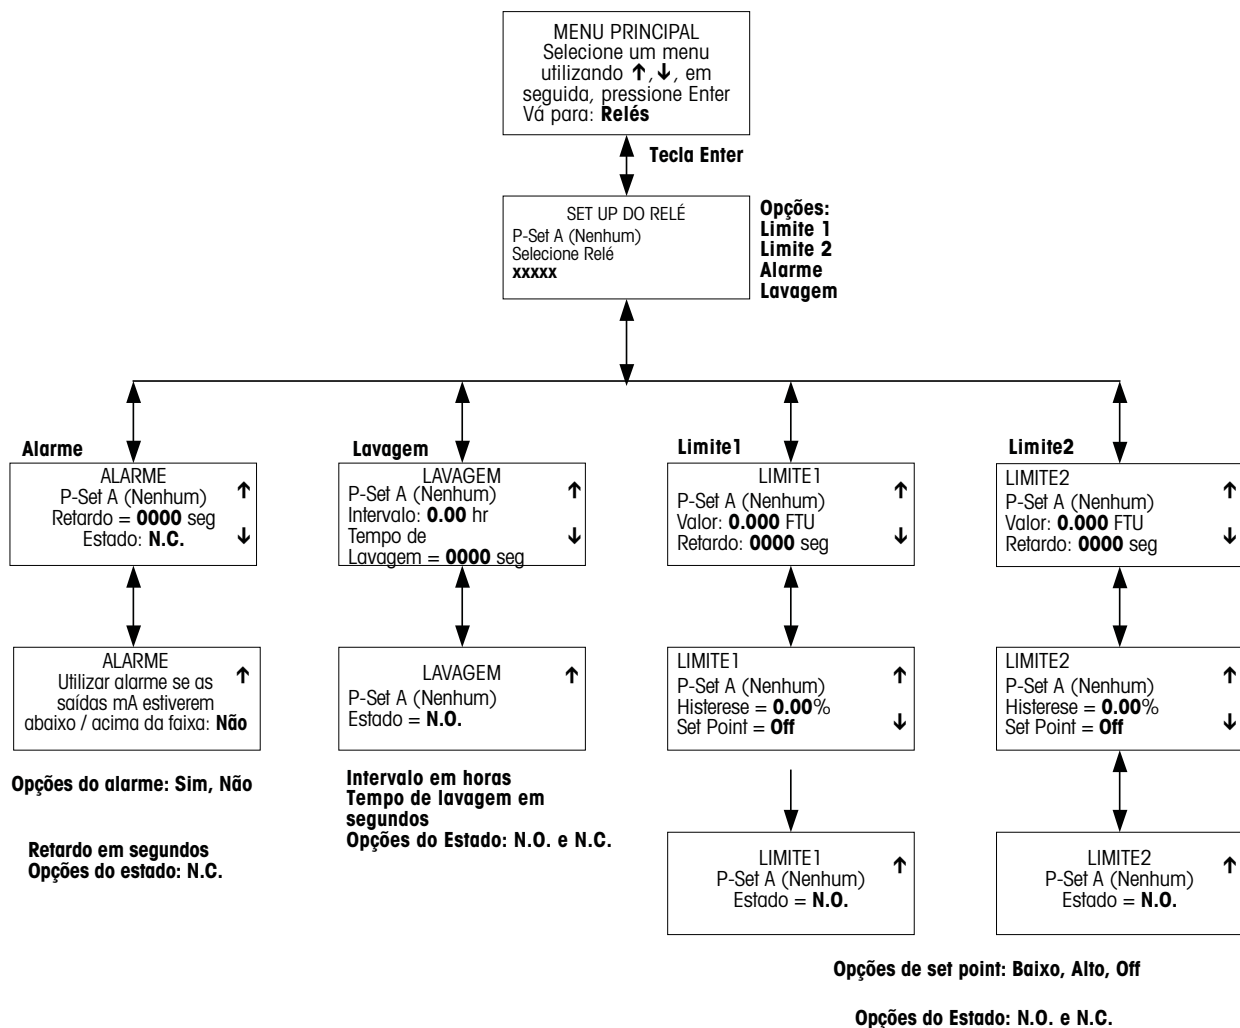 MENU PRINCIPAL
Selecione um menu
utilizando ↑,↓, em
seguida, pressione Enter
Vá para: Relés
Tecla Enter
SET UP DO RELÉ
P-Set A (Nenhum)
Selecione Relé
xxxxx
Opções:
Limite 1
Limite 2
Alarme
Lavagem
Alarme
ALARME
P-Set A (Nenhum)
Retardo = 0000 seg
Estado: N.C.
↑
↓
Lavagem
LAVAGEM
P-Set A (Nenhum)
Intervalo: 0.00 hr
Tempo de
Lavagem = 0000 seg
↑
↓
Limite1
LIMITE1
P-Set A (Nenhum)
Valor: 0.000 FTU
Retardo: 0000 seg
↑
↓
Limite2
LIMITE2
P-Set A (Nenhum)
Valor: 0.000 FTU
Retardo: 0000 seg
↑
↓
ALARME
Utilizar alarme se as
saídas mA estiverem
abaixo / acima da faixa: Não
↑
LAVAGEM
P-Set A (Nenhum)
Estado = N.O.
↑
LIMITE1
P-Set A (Nenhum)
Histerese = 0.00%
Set Point = Off
↑
↓
LIMITE2
P-Set A (Nenhum)
Histerese = 0.00%
Set Point = Off
↑
↓
Opções do alarme: Sim, Não
Retardo em segundos
Opções do estado: N.C.
Intervalo em horas
Tempo de lavagem em
segundos
Opções do Estado: N.O. e N.C.
LIMITE1
P-Set A (Nenhum)
Estado = N.O.
↑
LIMITE2
P-Set A (Nenhum)
Estado = N.O.
↑
Opções de set point: Baixo, Alto, Off
Opções do Estado: N.O. e N.C.